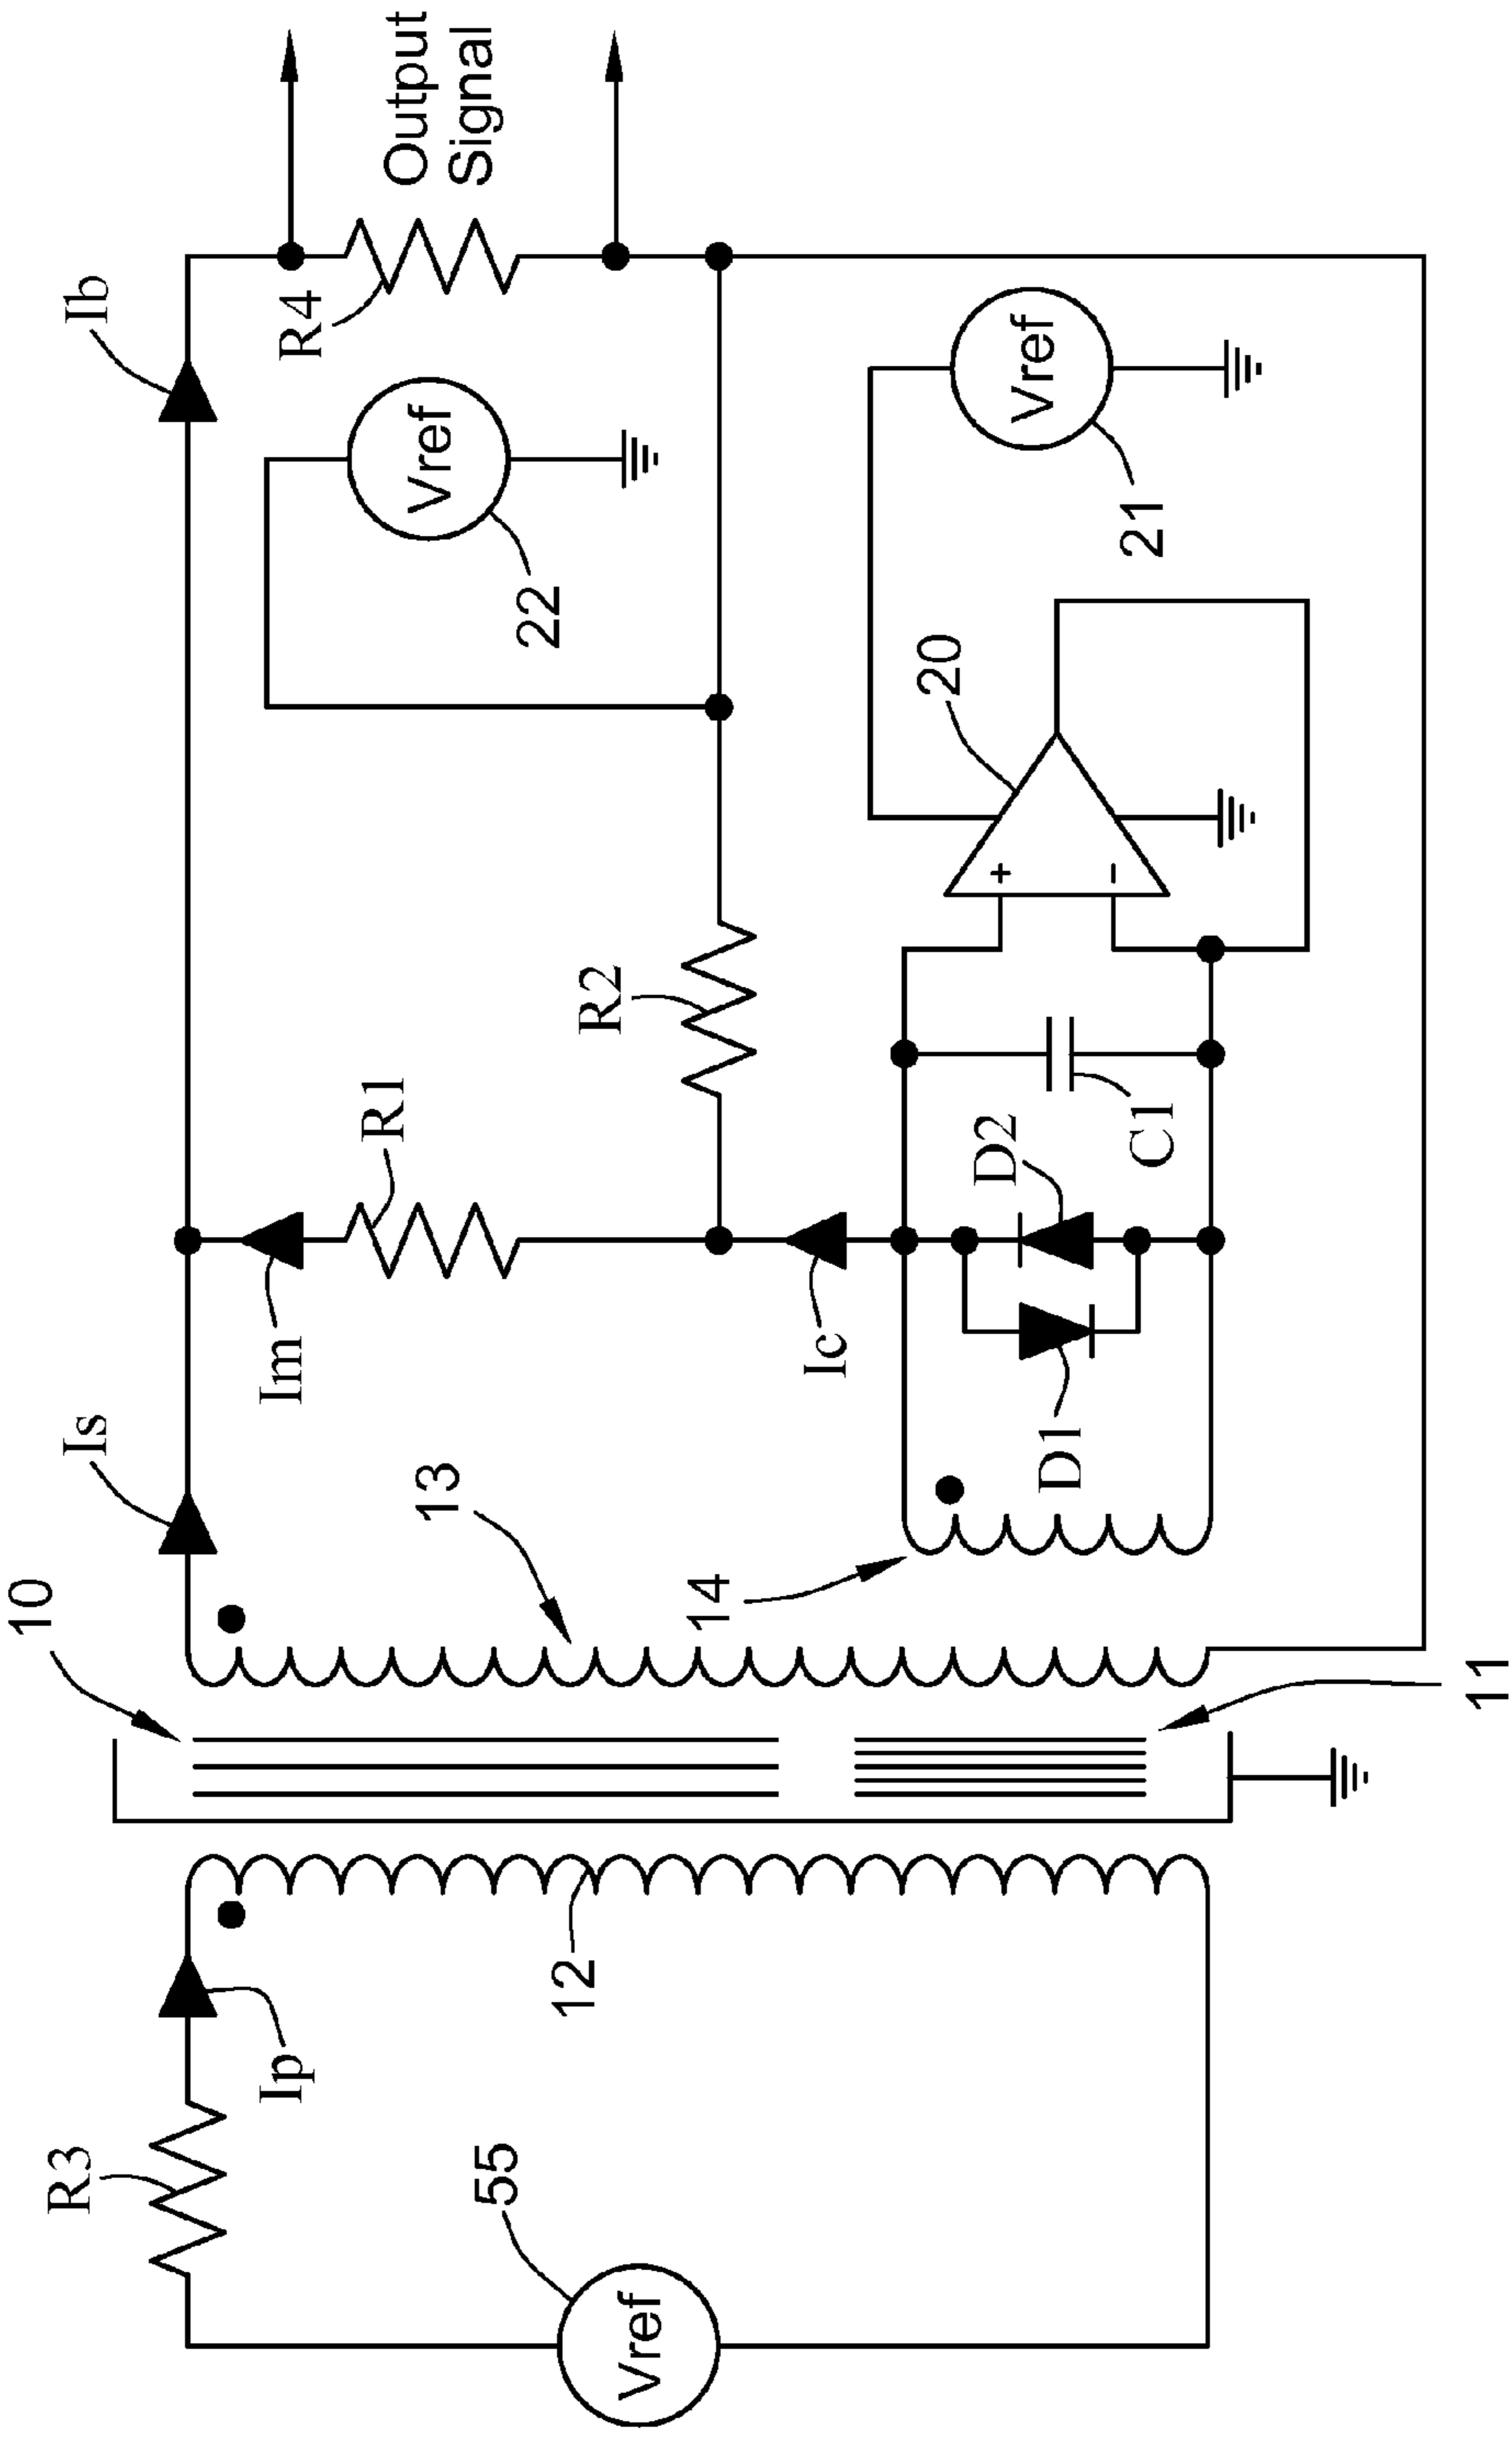 10
R3
Is
Ib
Ip
Im
R4
R1
Output
Signal
13
Vref
55
22
12
R2
Vref
14
Ic
20
+
−
D2
Vref
D1
21
C1
11